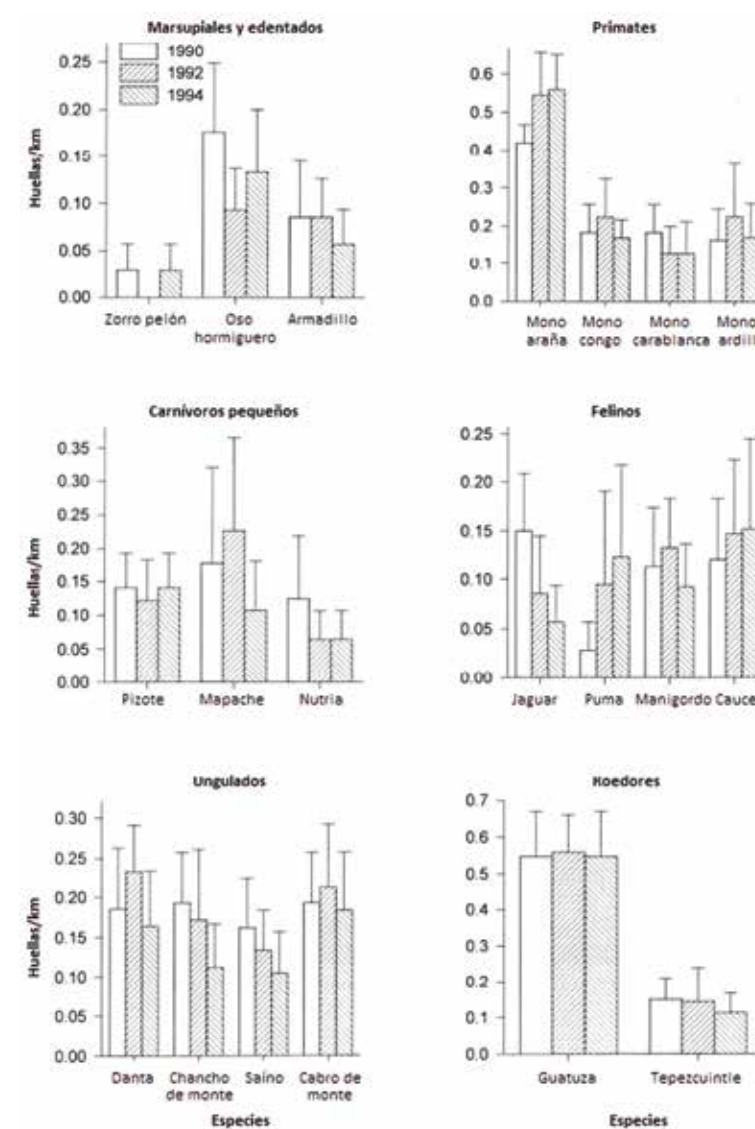 Marsupiales y edentados
1990
1992
1994
0.25
0.20
0.15
0.10
0.05
0.00
Huellas/km
Zorro pelón Oso hormiguero Armadillo
Primates
0.6
0.5
0.4
0.3
0.2
0.1
0.0
Mono araña Mono congo Mono carablanca Mono ardill
Carnívoros pequeños
0.35
0.30
0.25
0.20
0.15
0.10
0.05
0.00
Huellas/km
Pizote Mapache Nutria
Felinos
0.25
0.20
0.15
0.10
0.05
0.00
Jaguar Puma Manigordo Cauce
Ungulados
0.30
0.25
0.20
0.15
0.10
0.05
0.00
Huellas/km
Danta Chancho de monte Saíno Cabro de monte
Especies
Roedores
0.7
0.6
0.5
0.4
0.3
0.2
0.1
0.0
Guatuza Tepezcuintle
Especies